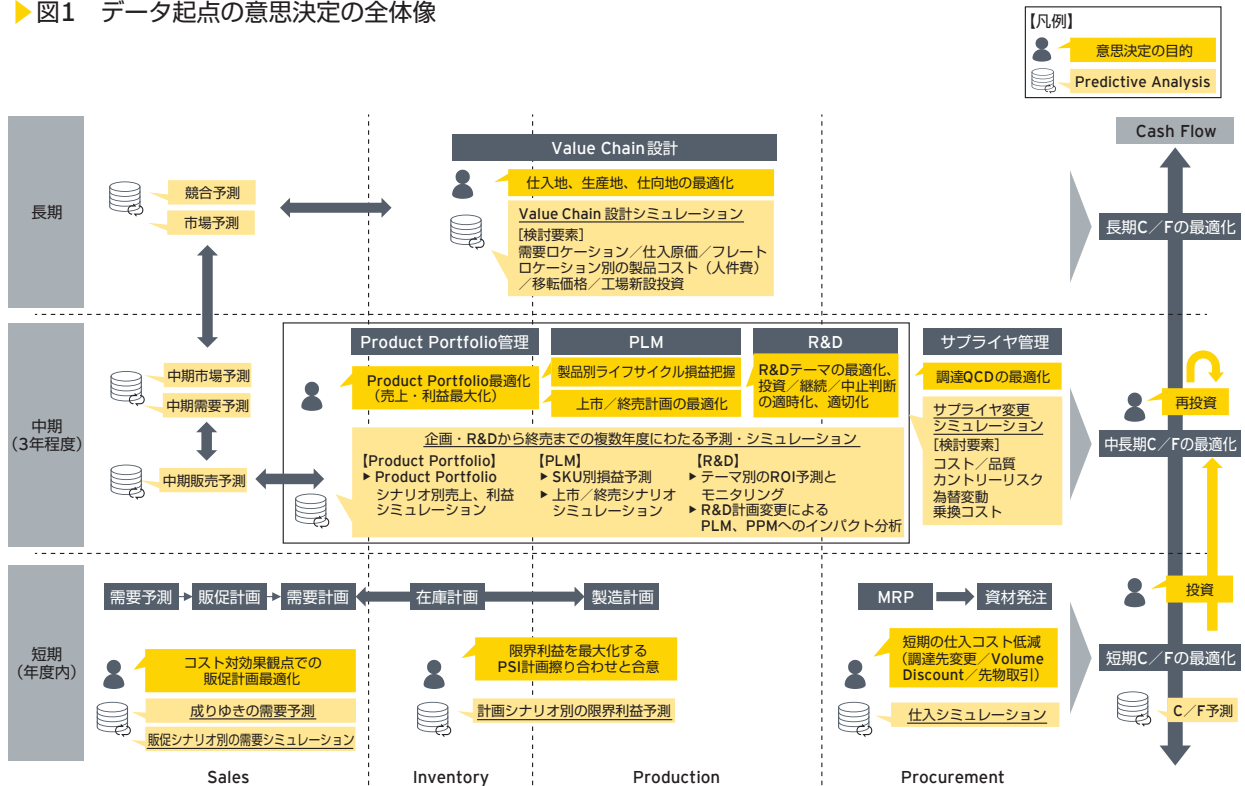 ▶図1 データ起点の意思決定の全体像
【凡例】
意思決定の目的
Predictive Analysis
Cash Flow
長期
競合予測
市場予測
Value Chain設計
仕入地、生産地、仕向地の最適化
Value Chain 設計シミュレーション
[検討要素]
需要ロケーション／仕入原価／フレート
ロケーション別の製品コスト（人件費）
／移転価格／工場新設投資
長期C／Fの最適化
中期
（3年程度）
中期市場予測
中期需要予測
中期販売予測
Product Portfolio管理
Product Portfolio最適化
（売上・利益最大化）
PLM
製品別ライフサイクル損益把握
上市／終売計画の最適化
R&D
R&Dテーマの最適化、
投資／継続／中止判断
の適時化、適切化
企画・R&Dから終売までの複数年度にわたる予測・シミュレーション
【Product Portfolio】
▶ Product Portfolio
シナリオ別売上、利益
シミュレーション
【PLM】
▶ SKU別損益予測
▶ 上市／終売シナリオ
シミュレーション
【R&D】
▶ テーマ別のROI予測と
モニタリング
▶ R&D計画変更による
PLM、PPMへのインパクト分析
サプライヤ管理
調達QCDの最適化
サプライヤ変更
シミュレーション
[検討要素]
コスト／品質
カントリーリスク
為替変動
乗換コスト
再投資
中長期C／Fの最適化
短期
（年度内）
需要予測
販促計画
需要計画
在庫計画
製造計画
MRP
資材発注
コスト対効果観点での
販促計画最適化
成りゆきの需要予測
販促シナリオ別の需要シミュレーション
限界利益を最大化する
PSI計画擦り合わせと合意
計画シナリオ別の限界利益予測
短期の仕入コスト低減
（調達先変更／Volume
Discount／先物取引）
仕入シミュレーション
投資
短期C／Fの最適化
C／F予測
Sales
Inventory
Production
Procurement